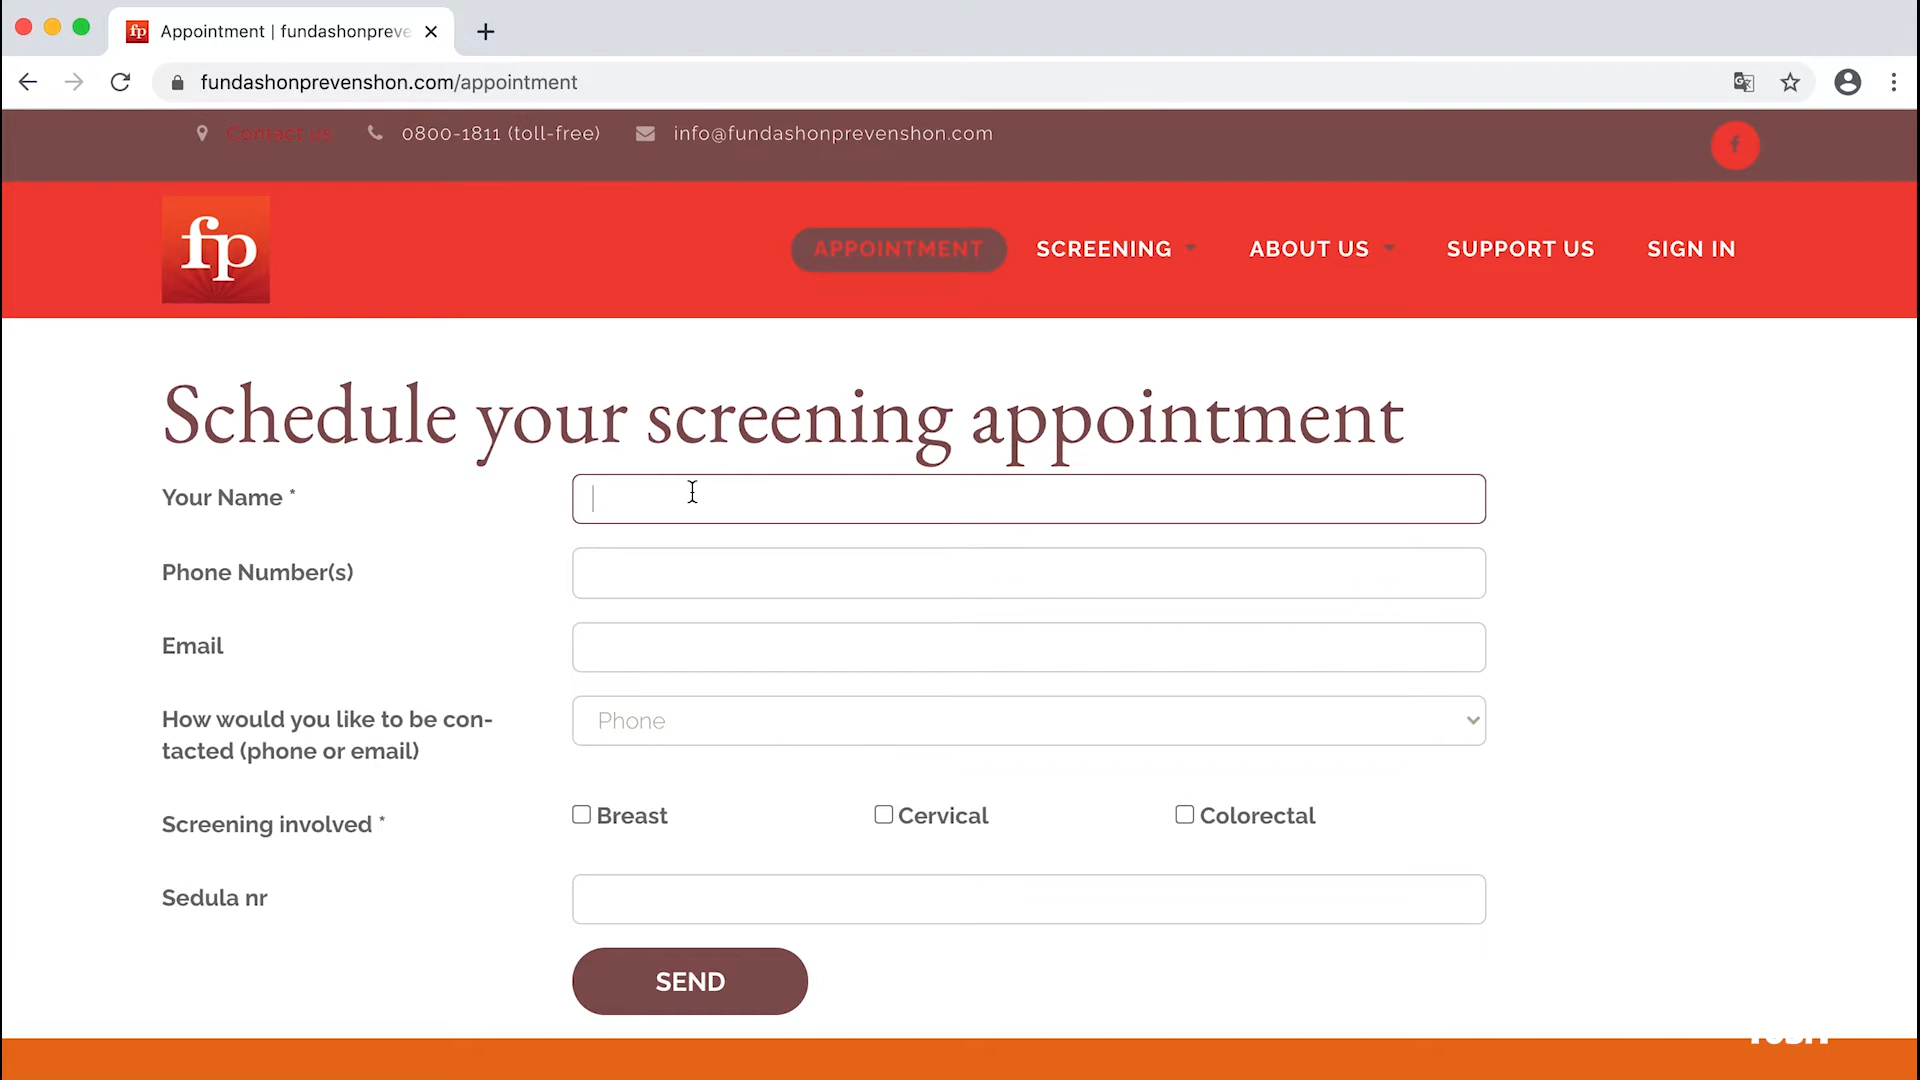 fp Appointment | fundashonpreve
fundashonprevenshon.com/appointment
Contact us 0800-1811 (toll-free) info@fundashonprevenshon.com f
fp APPOINTMENT SCREENING ABOUT US SUPPORT US SIGN IN
Schedule your screening appointment
Your Name *
Phone Number(s)
Email
How would you like to be con-
tacted (phone or email)
Phone
Screening involved *
Breast Cervical Colorectal
Sedula nr
SEND